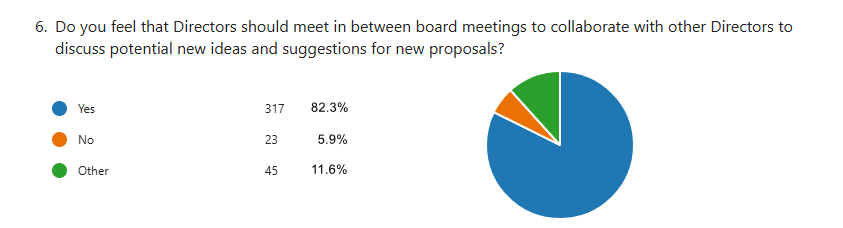 6. Do you feel that Directors should meet in between board meetings to collaborate with other Directors to
discuss potential new ideas and suggestions for new proposals?
Yes 317 82.3%
No 23 5.9%
Other 45 11.6%